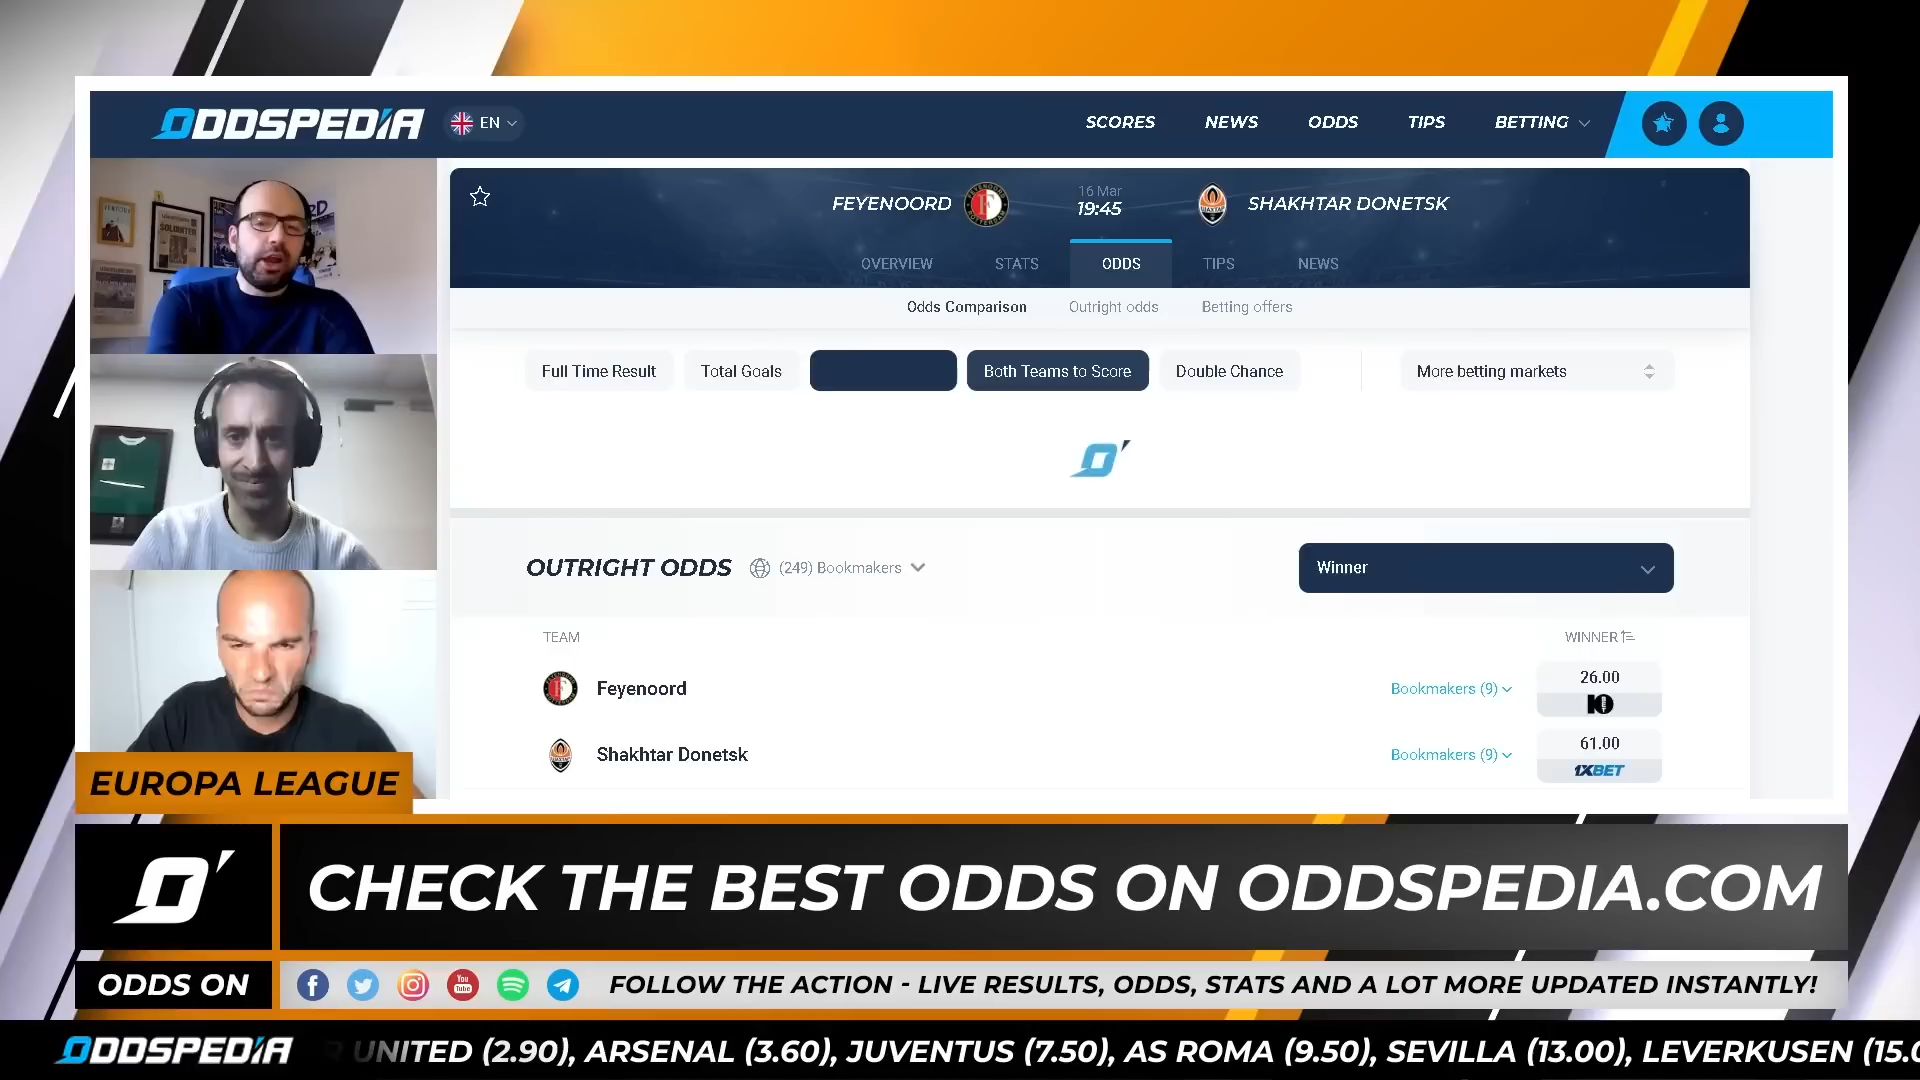 ODDSPEDIA
EN
SCORES
NEWS
ODDS
TIPS
BETTING
FEYENOORD
16 Mar
19:45
SHAKHTAR DONETSK
OVERVIEW
STATS
ODDS
TIPS
NEWS
Odds Comparison
Outright odds
Betting offers
Full Time Result
Total Goals
Both Teams to Score
Double Chance
More betting markets
OUTRIGHT ODDS
(249) Bookmakers
Winner
TEAM
WINNER
Feyenoord
Bookmakers (9)
26.00
Shakhtar Donetsk
Bookmakers (9)
61.00
1XBET
EUROPA LEAGUE
CHECK THE BEST ODDS ON ODDSPEDIA.COM
ODDS ON
FOLLOW THE ACTION - LIVE RESULTS, ODDS, STATS AND A LOT MORE UPDATED INSTANTLY!
ODDSPEDIA
R UNITED (2.90), ARSENAL (3.60), JUVENTUS (7.50), AS ROMA (9.50), SEVILLA (13.00), LEVERKUSEN (15.0